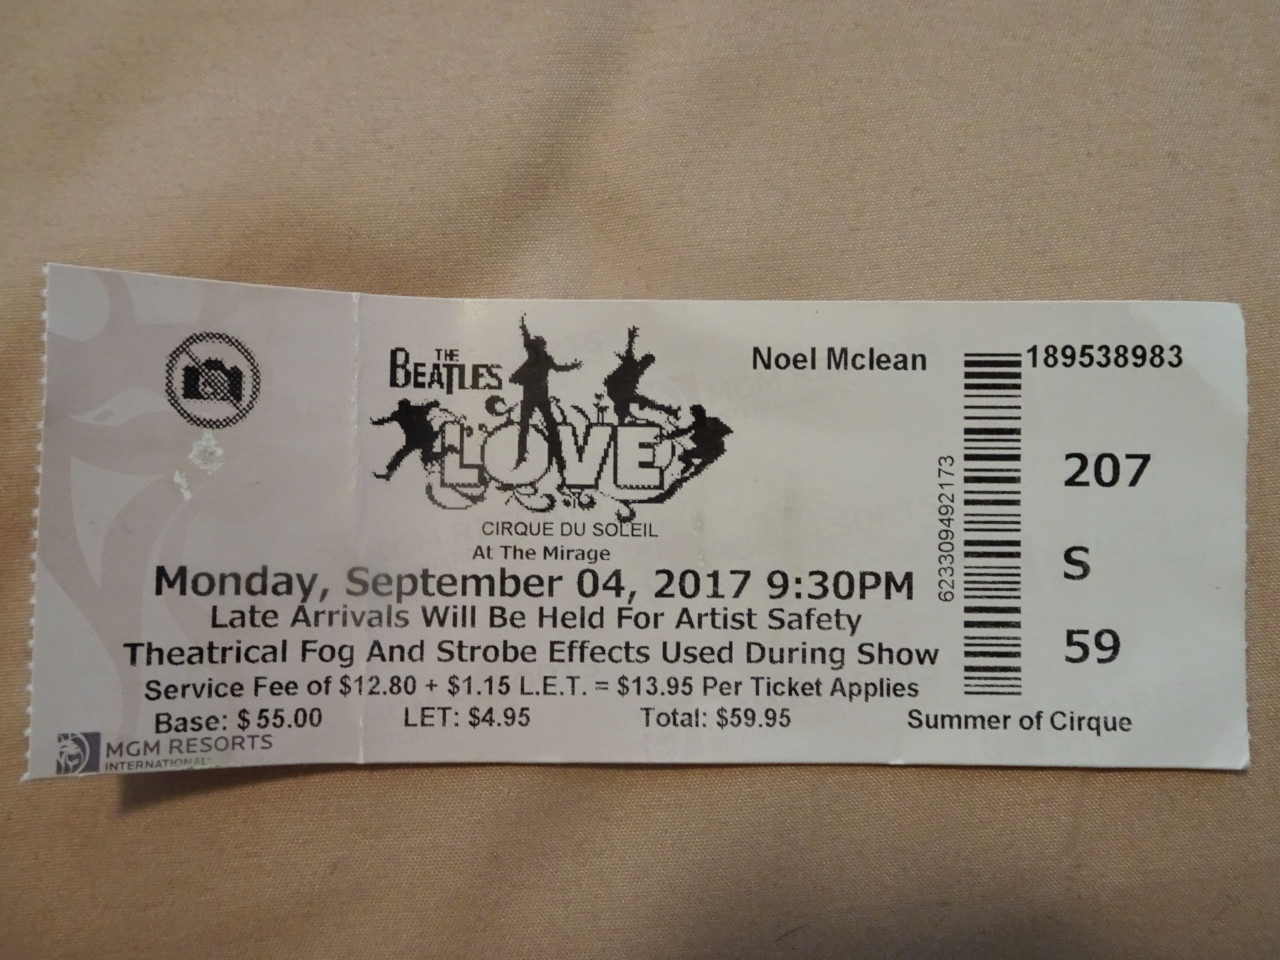 THE
BEATLES
LOVE
CIRQUE DU SOLEIL
At The Mirage
Noel Mclean
189538983
623309492173
207
S
59
Monday, September 04, 2017 9:30PM
Late Arrivals Will Be Held For Artist Safety
Theatrical Fog And Strobe Effects Used During Show
Service Fee of $12.80 + $1.15 L.E.T. = $13.95 Per Ticket Applies
Base: $ 55.00 LET: $4.95 Total: $59.95 Summer of Cirque
MGM RESORTS
INTERNATIONAL